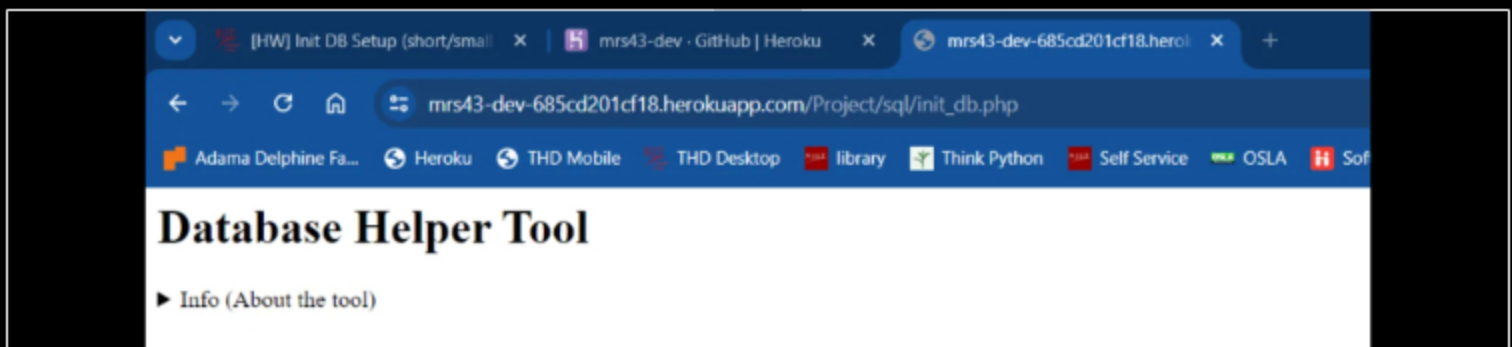 [HW] Init DB Setup (short/smal
mrs43-dev · GitHub | Heroku
mrs43-dev-685cd201cf18.herok
mrs43-dev-685cd201cf18.herokuapp.com/Project/sql/init_db.php
Adama Delphine Fa... Heroku THD Mobile THD Desktop library Think Python Self Service OSLA Sof
Database Helper Tool
Info (About the tool)